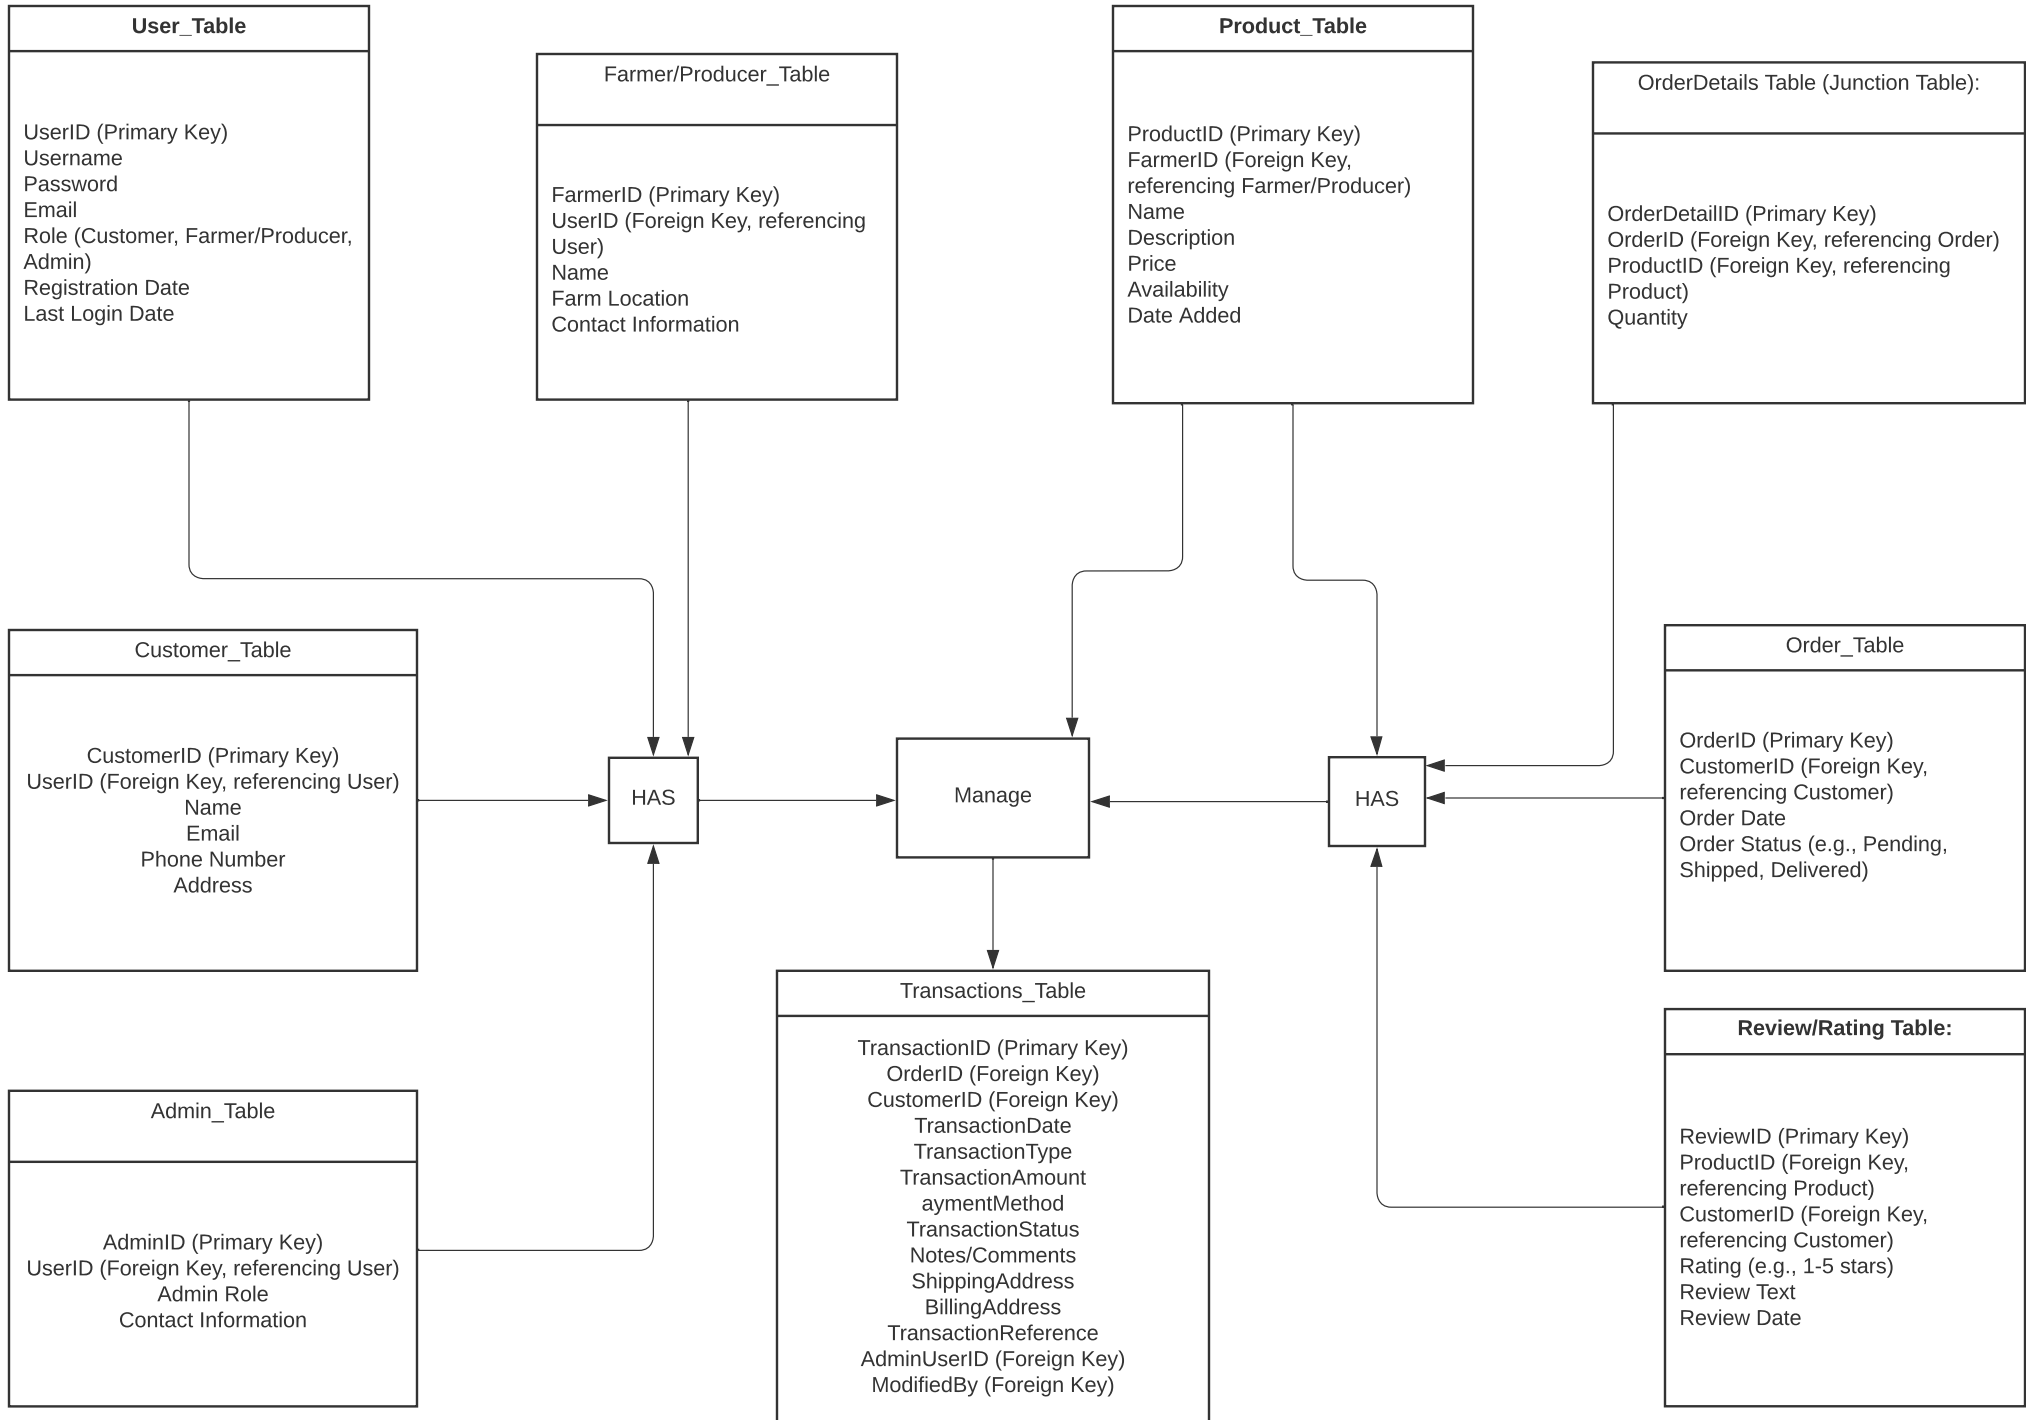 User_Table
UserID (Primary Key)
Username
Password
Email
Role (Customer, Farmer/Producer,
Admin)
Registration Date
Last Login Date
Farmer/Producer_Table
FarmerID (Primary Key)
UserID (Foreign Key, referencing
User)
Name
Farm Location
Contact Information
Product_Table
ProductID (Primary Key)
FarmerID (Foreign Key,
referencing Farmer/Producer)
Name
Description
Price
Availability
Date Added
OrderDetails Table (Junction Table):
OrderDetailID (Primary Key)
OrderID (Foreign Key, referencing Order)
ProductID (Foreign Key, referencing
Product)
Quantity
Customer_Table
CustomerID (Primary Key)
UserID (Foreign Key, referencing User)
Name
Email
Phone Number
Address
HAS
Manage
HAS
Order_Table
OrderID (Primary Key)
CustomerID (Foreign Key,
referencing Customer)
Order Date
Order Status (e.g., Pending,
Shipped, Delivered)
Admin_Table
AdminID (Primary Key)
UserID (Foreign Key, referencing User)
Admin Role
Contact Information
Transactions_Table
TransactionID (Primary Key)
OrderID (Foreign Key)
CustomerID (Foreign Key)
TransactionDate
TransactionType
TransactionAmount
aymentMethod
TransactionStatus
Notes/Comments
ShippingAddress
BillingAddress
TransactionReference
AdminUserID (Foreign Key)
ModifiedBy (Foreign Key)
Review/Rating Table:
ReviewID (Primary Key)
ProductID (Foreign Key,
referencing Product)
CustomerID (Foreign Key,
referencing Customer)
Rating (e.g., 1-5 stars)
Review Text
Review Date